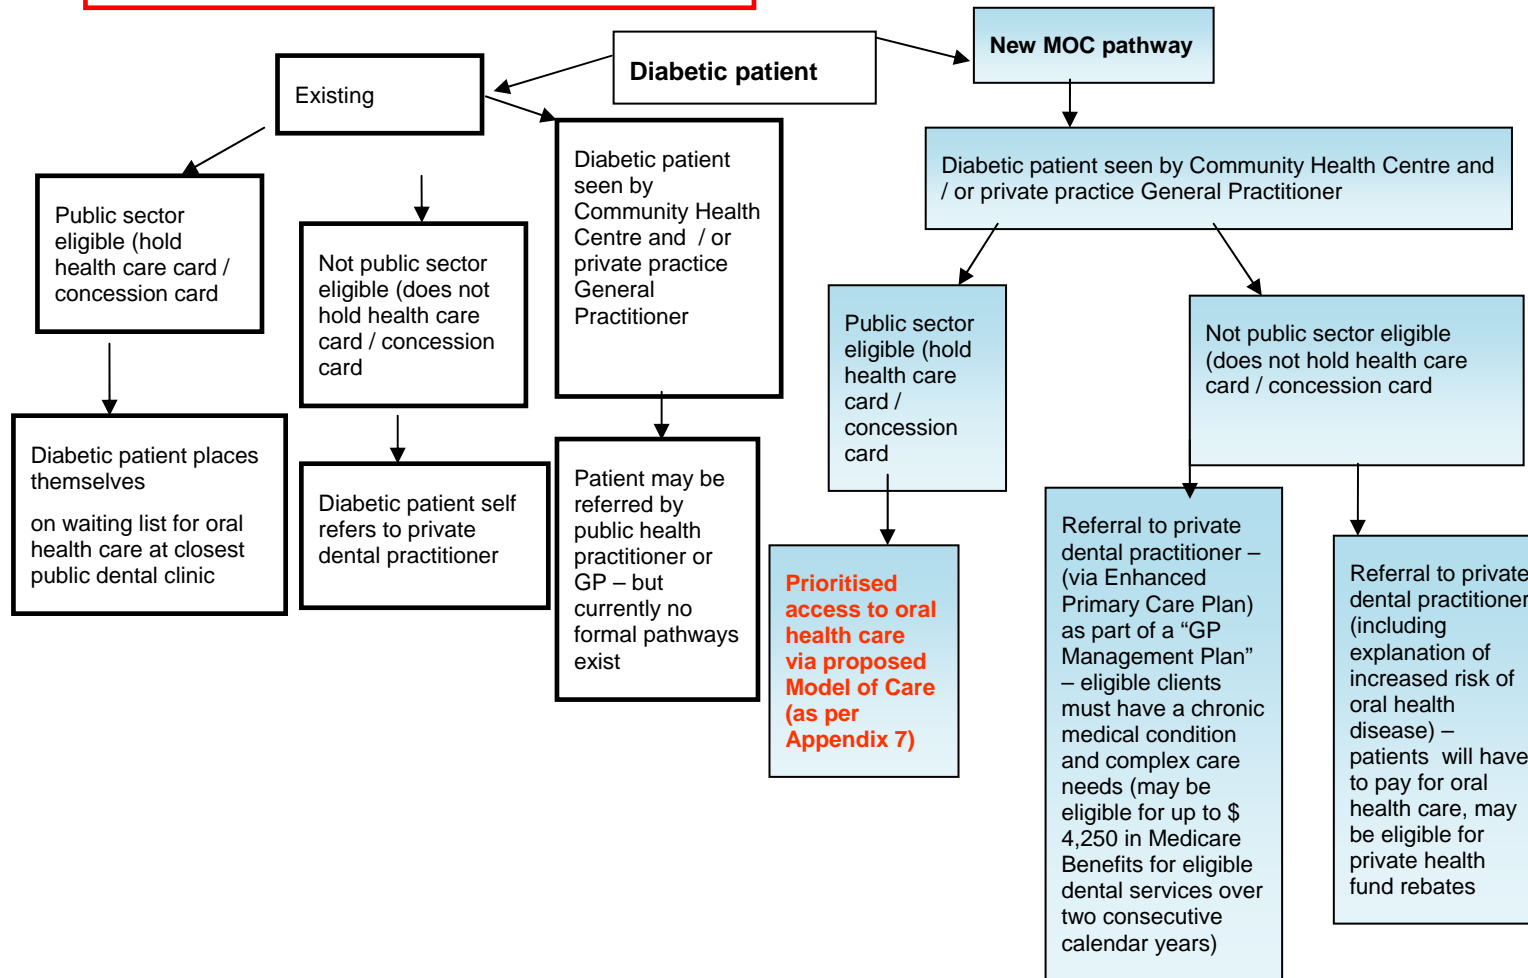 Diabetic patient
New MOC pathway
Existing
Public sector
eligible (hold
health care card /
concession card
Diabetic patient places
themselves
on waiting list for oral
health care at closest
public dental clinic
Not public sector
eligible (does not
hold health care
card / concession
card
Diabetic patient self
refers to private
dental practitioner
Diabetic patient
seen by
Community Health
Centre and / or
private practice
General
Practitioner
Patient may be
referred by
public health
practitioner or
GP – but
currently no
formal pathways
exist
Diabetic patient seen by Community Health Centre and
/ or private practice General Practitioner
Public sector
eligible (hold
health care
card /
concession
card
Prioritised
access to oral
health care
via proposed
Model of Care
(as per
Appendix 7)
Not public sector eligible
(does not hold health care
card / concession card
Referral to private
dental practitioner –
(via Enhanced
Primary Care Plan)
as part of a “GP
Management Plan”
– eligible clients
must have a chronic
medical condition
and complex care
needs (may be
eligible for up to $
4,250 in Medicare
Benefits for eligible
dental services over
two consecutive
calendar years)
Referral to private
dental practitioner
(including
explanation of
increased risk of
oral health
disease) –
patients will have
to pay for oral
health care, may
be eligible for
private health
fund rebates